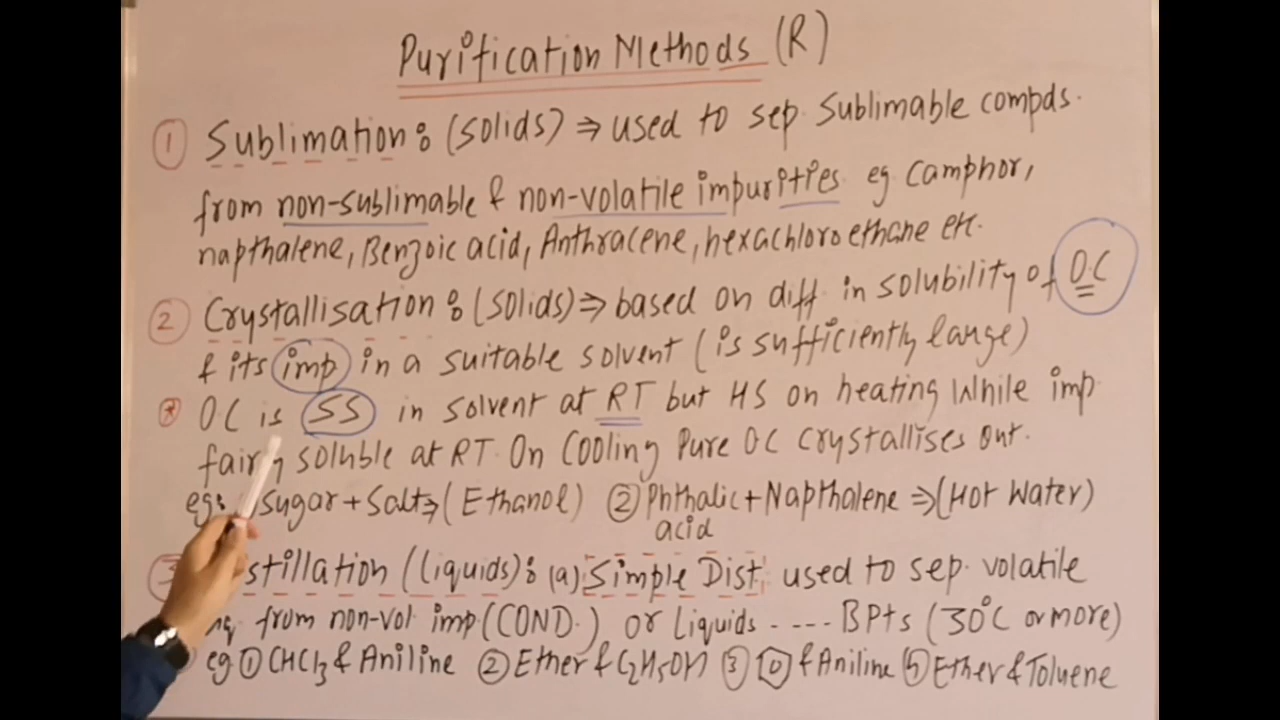 Purification Methods (R)
① Sublimation: (solids) ⇒ used to sep. Sublimable compds.
from non-sublimable & non-volatile impurities eg Camphor,
napthalene, Benzoic acid, Anthracene, hexachloroethane etc.
② Crystallisation: (solids) ⇒ based on diff. in solubility of O.C
& its imp in a suitable solvent (is sufficiently large)
* OC is SS in solvent at RT but HS on heating While imp
fairly soluble at RT. On Cooling Pure OC Crystallises Out.
eg: Sugar + Salt ⇒ (Ethanol) ② Phthalic + Napthalene ⇒ (Hot Water)
acid
3 stillation (liquids): (a) Simple Dist. used to sep. volatile
from non-vol imp (COND.) or liquids ---- BPts (30°C or more)
eg ① CHCl3 & Aniline ② Ether & C2H5OH ③ & Aniline Ether & Toluene